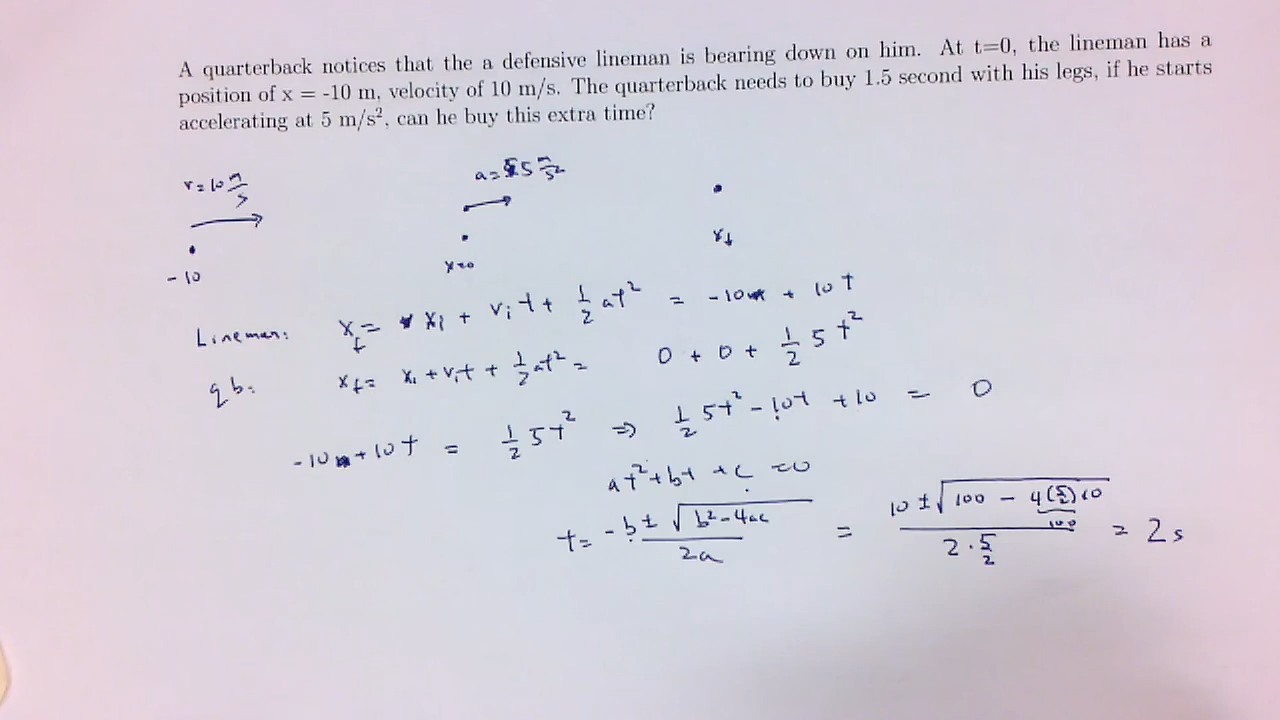 A quarterback notices that the a defensive lineman is bearing down on him. At t=0, the lineman has a
position of x = -10 m, velocity of 10 m/s. The quarterback needs to buy 1.5 second with his legs, if he starts
accelerating at 5 m/s², can he buy this extra time?
v=10 m/s
a=5 m/s²
-10
x=0
x_f
Lineman: x_f = x_i + v_i t + 1/2 at² = -10 + 10t
qb: x_f = x_i + v_i t + 1/2 at² = 0 + 0 + 1/2 5t²
-10 + 10t = 1/2 5t² ⇒ 1/2 5t² - 10t + 10 = 0
at² + bt + c = 0
t = (-b ± √(b²-4ac))/(2a) = (10 ± √(100 - 4(5/2)10))/(2·5/2) = 2s
100